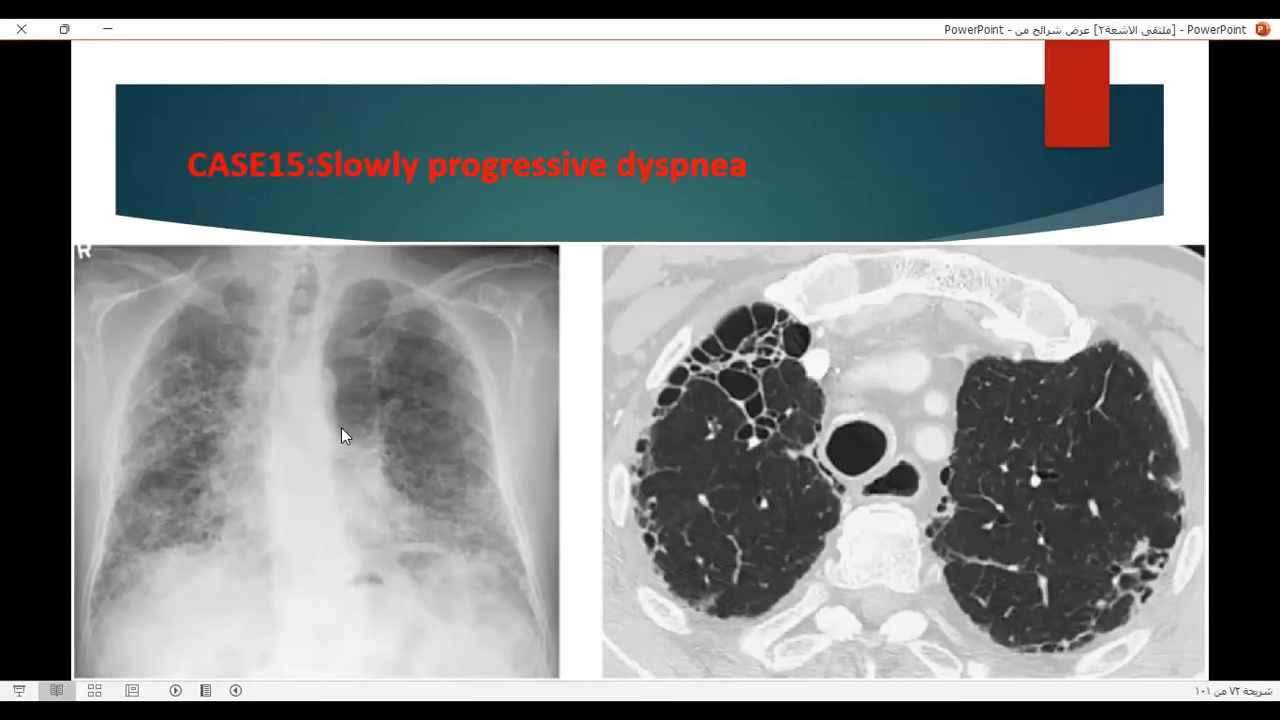 PowerPoint - [ملتقى الاشعة٢] عرض شرائح من - PowerPoint
CASE15:Slowly progressive dyspnea
R
شريحة ٧٢ من ١٠١